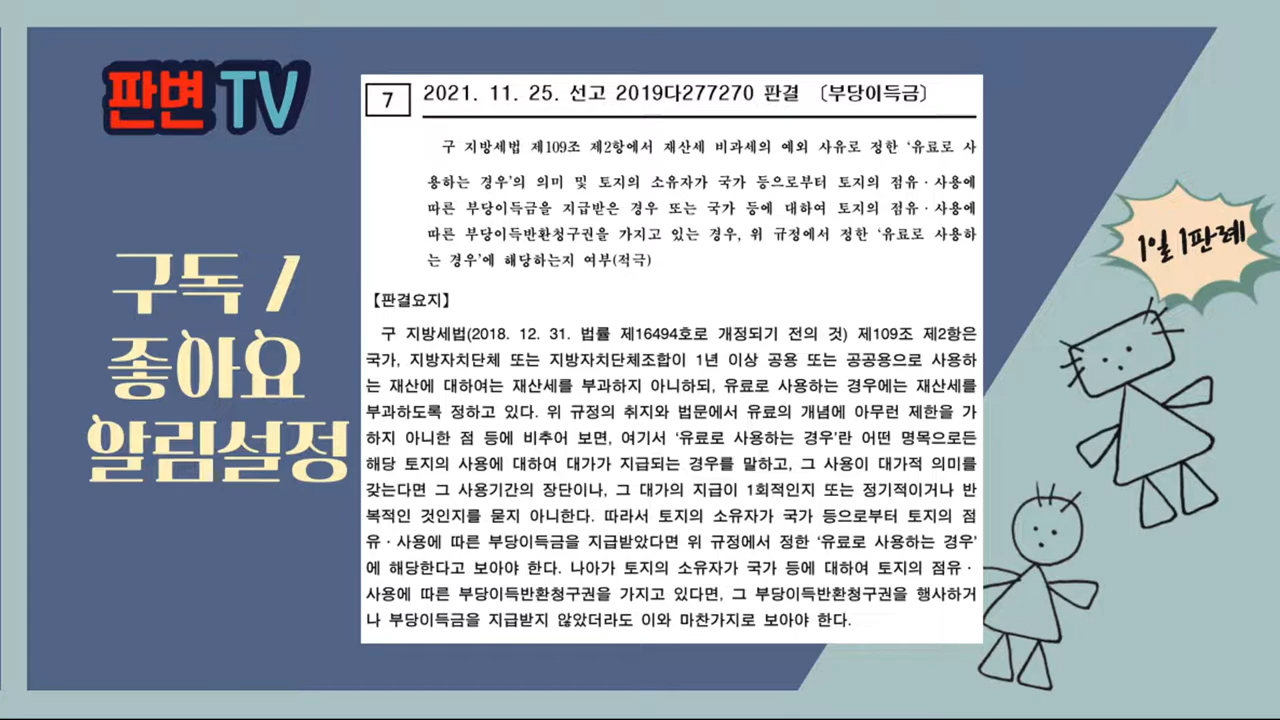 판변 TV
구독 /
좋아요
알림설정
7
2021. 11. 25. 선고 2019다277270 판결 〔부당이득금〕
구 지방세법 제109조 제2항에서 재산세 비과세의 예외 사유로 정한 ‘유료로 사
용하는 경우’의 의미 및 토지의 소유자가 국가 등으로부터 토지의 점유·사용에
따른 부당이득금을 지급받은 경우 또는 국가 등에 대하여 토지의 점유·사용에
따른 부당이득반환청구권을 가지고 있는 경우, 위 규정에서 정한 ‘유료로 사용하
는 경우’에 해당하는지 여부(적극)
【판결요지】
구 지방세법(2018. 12. 31. 법률 제16494호로 개정되기 전의 것) 제109조 제2항은
국가, 지방자치단체 또는 지방자치단체조합이 1년 이상 공용 또는 공공용으로 사용하
는 재산에 대하여는 재산세를 부과하지 아니하되, 유료로 사용하는 경우에는 재산세를
부과하도록 정하고 있다. 위 규정의 취지와 법문에서 유료의 개념에 아무런 제한을 가
하지 아니한 점 등에 비추어 보면, 여기서 ‘유료로 사용하는 경우’란 어떤 명목으로든
해당 토지의 사용에 대하여 대가가 지급되는 경우를 말하고, 그 사용이 대가적 의미를
갖는다면 그 사용기간의 장단이나, 그 대가의 지급이 1회적인지 또는 정기적이거나 반
복적인 것인지를 묻지 아니한다. 따라서 토지의 소유자가 국가 등으로부터 토지의 점
유·사용에 따른 부당이득금을 지급받았다면 위 규정에서 정한 ‘유료로 사용하는 경우’
에 해당한다고 보아야 한다. 나아가 토지의 소유자가 국가 등에 대하여 토지의 점유·
사용에 따른 부당이득반환청구권을 가지고 있다면, 그 부당이득반환청구권을 행사하거
나 부당이득금을 지급받지 않았더라도 이와 마찬가지로 보아야 한다.
1일 1판례